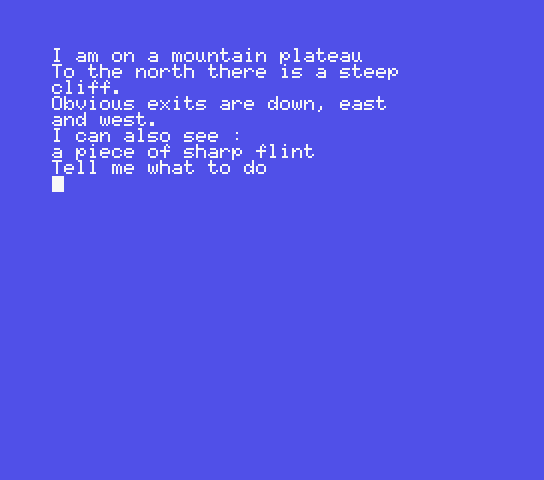 I am on a mountain plateau
To the north there is a steep
cliff.
Obvious exits are down, east
and west.
I can also see :
a piece of sharp flint
Tell me what to do